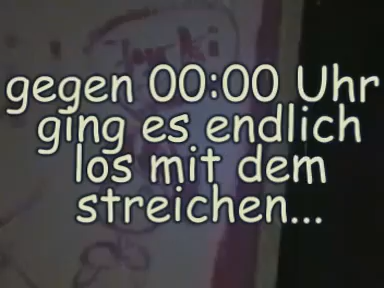 gegen 00:00 Uhr
ging es endlich
los mit dem
streichen...